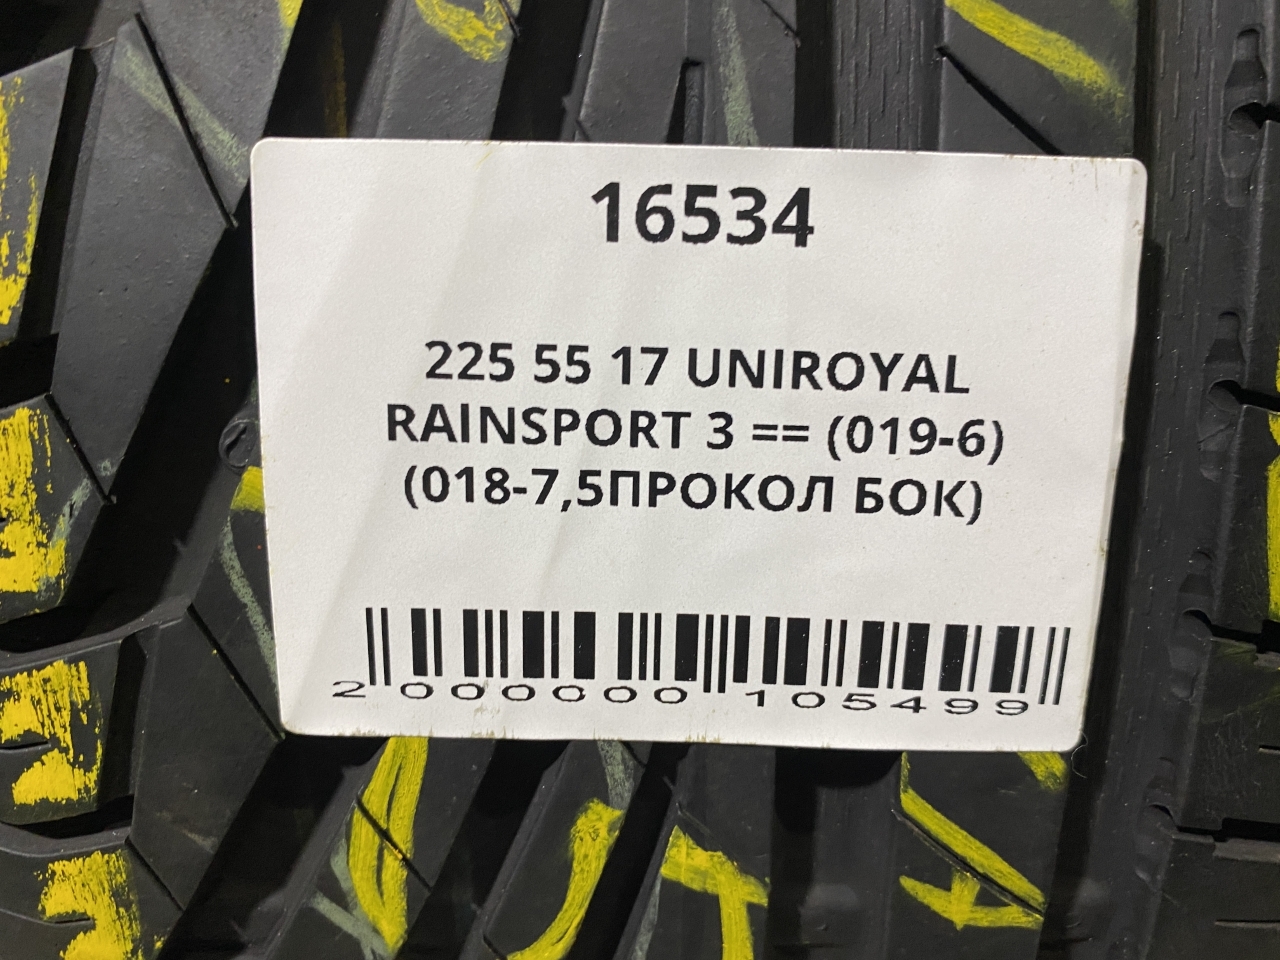 16534
225 55 17 UNIROYAL
RAINSPORT 3 == (019-6)
(018-7,5ПРОКОЛ БОК)
2 000000 105499